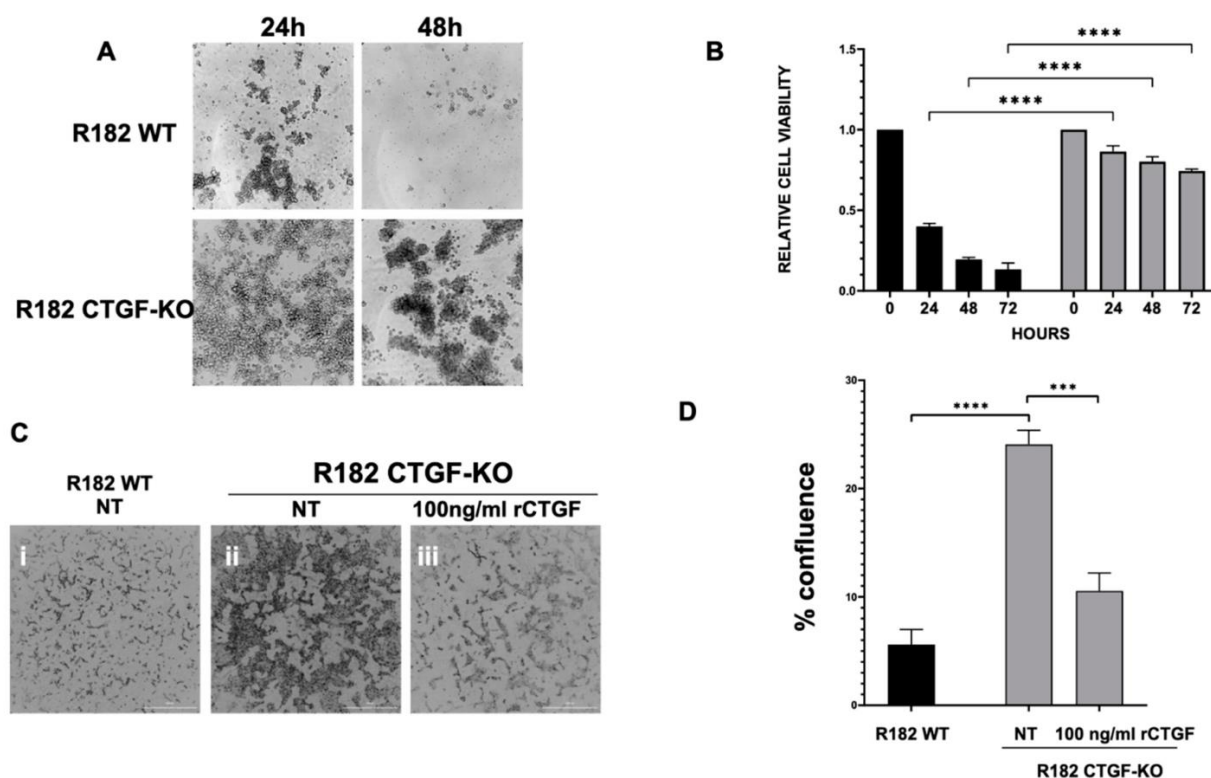 A
24h 48h
R182 WT
R182 CTGF-KO
B
**** 
****
****
1.5
1.0
0.5
0.0
RELATIVE CELL VIABILITY
0 24 48 72 0 24 48 72
HOURS
C
R182 WT
NT
R182 CTGF-KO
NT 100ng/ml rCTGF
i ii iii
D
**** ***
30
20
10
0
% confluence
R182 WT NT 100 ng/ml rCTGF
R182 CTGF-KO